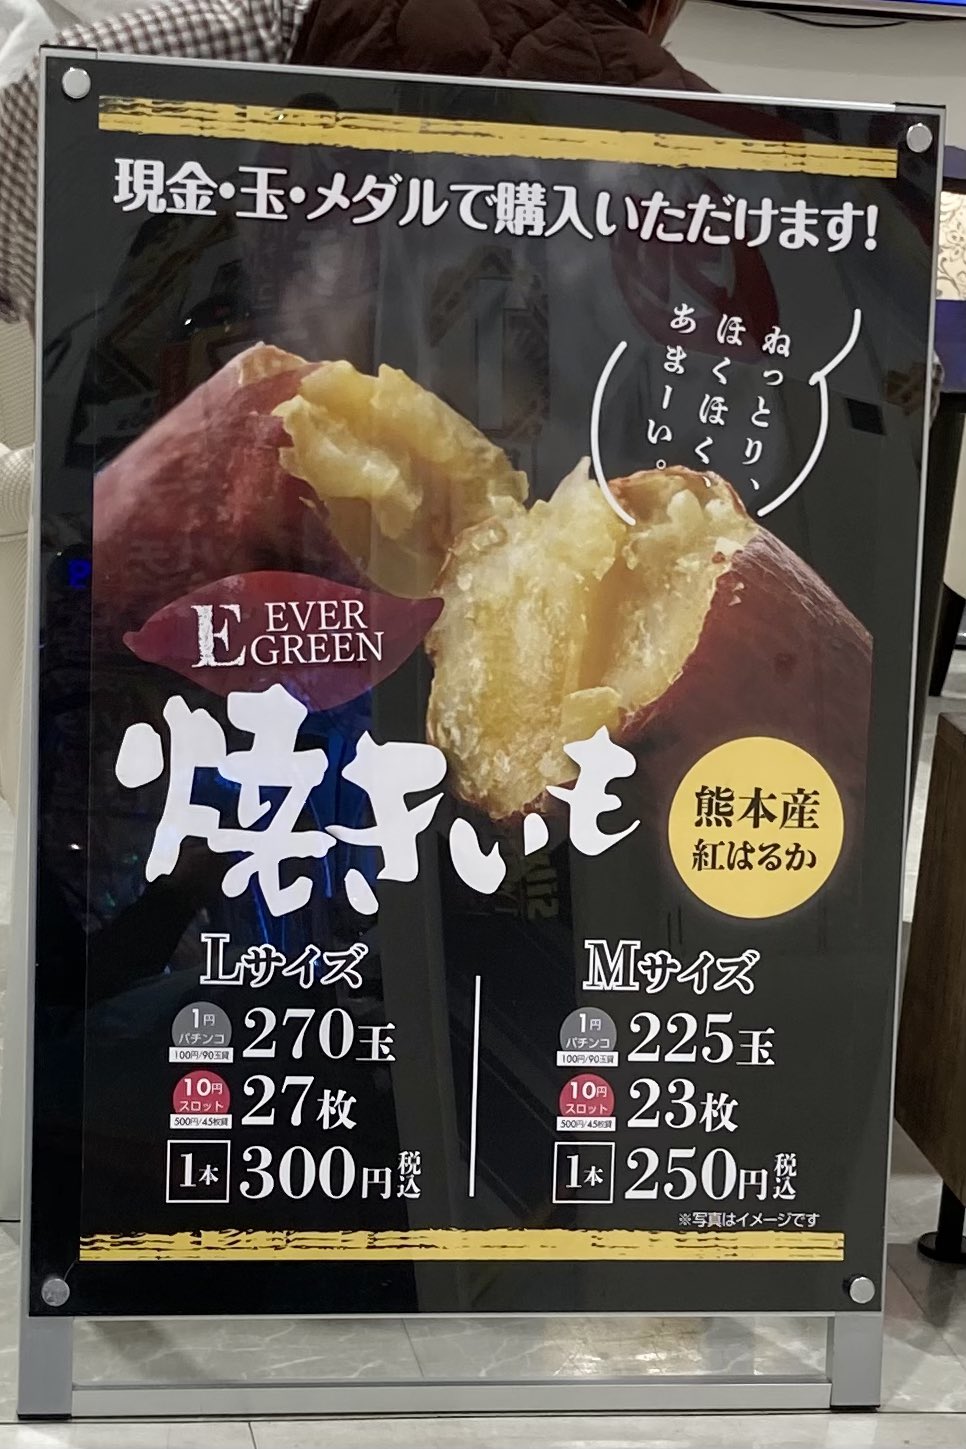 現金・玉・メダルで購入いただけます!
ねっとり、
ほくほく、
あまーい。
E EVER
GREEN
焼きいも
熊本産
紅はるか
Lサイズ
1円
パチンコ
100円/90玉貸
270玉
10円
スロット
500円/45枚貸
27枚
1本 300円税込
Mサイズ
1円
パチンコ
100円/90玉貸
225玉
10円
スロット
500円/45枚貸
23枚
1本 250円税込
※写真はイメージです